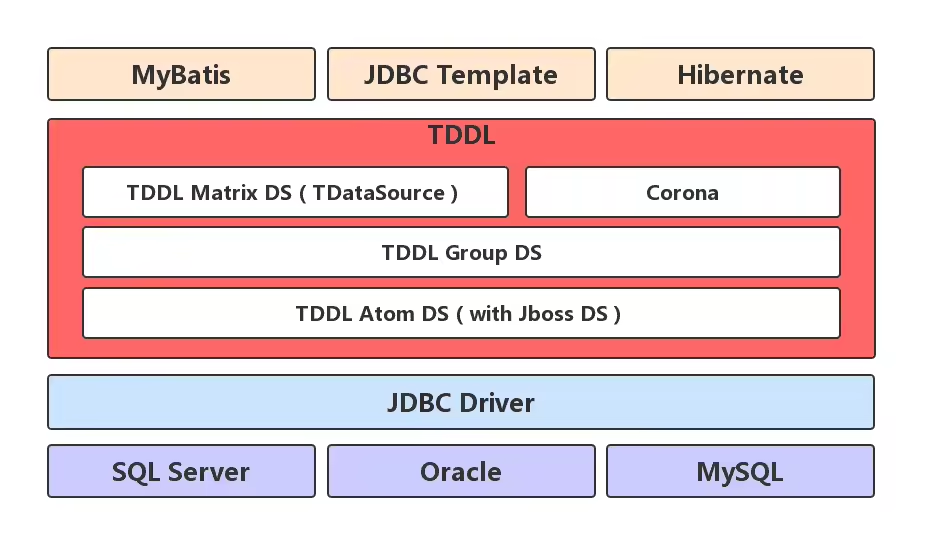 MyBatis
JDBC Template
Hibernate
TDDL
TDDL Matrix DS ( TDataSource )
Corona
TDDL Group DS
TDDL Atom DS ( with Jboss DS )
JDBC Driver
SQL Server
Oracle
MySQL